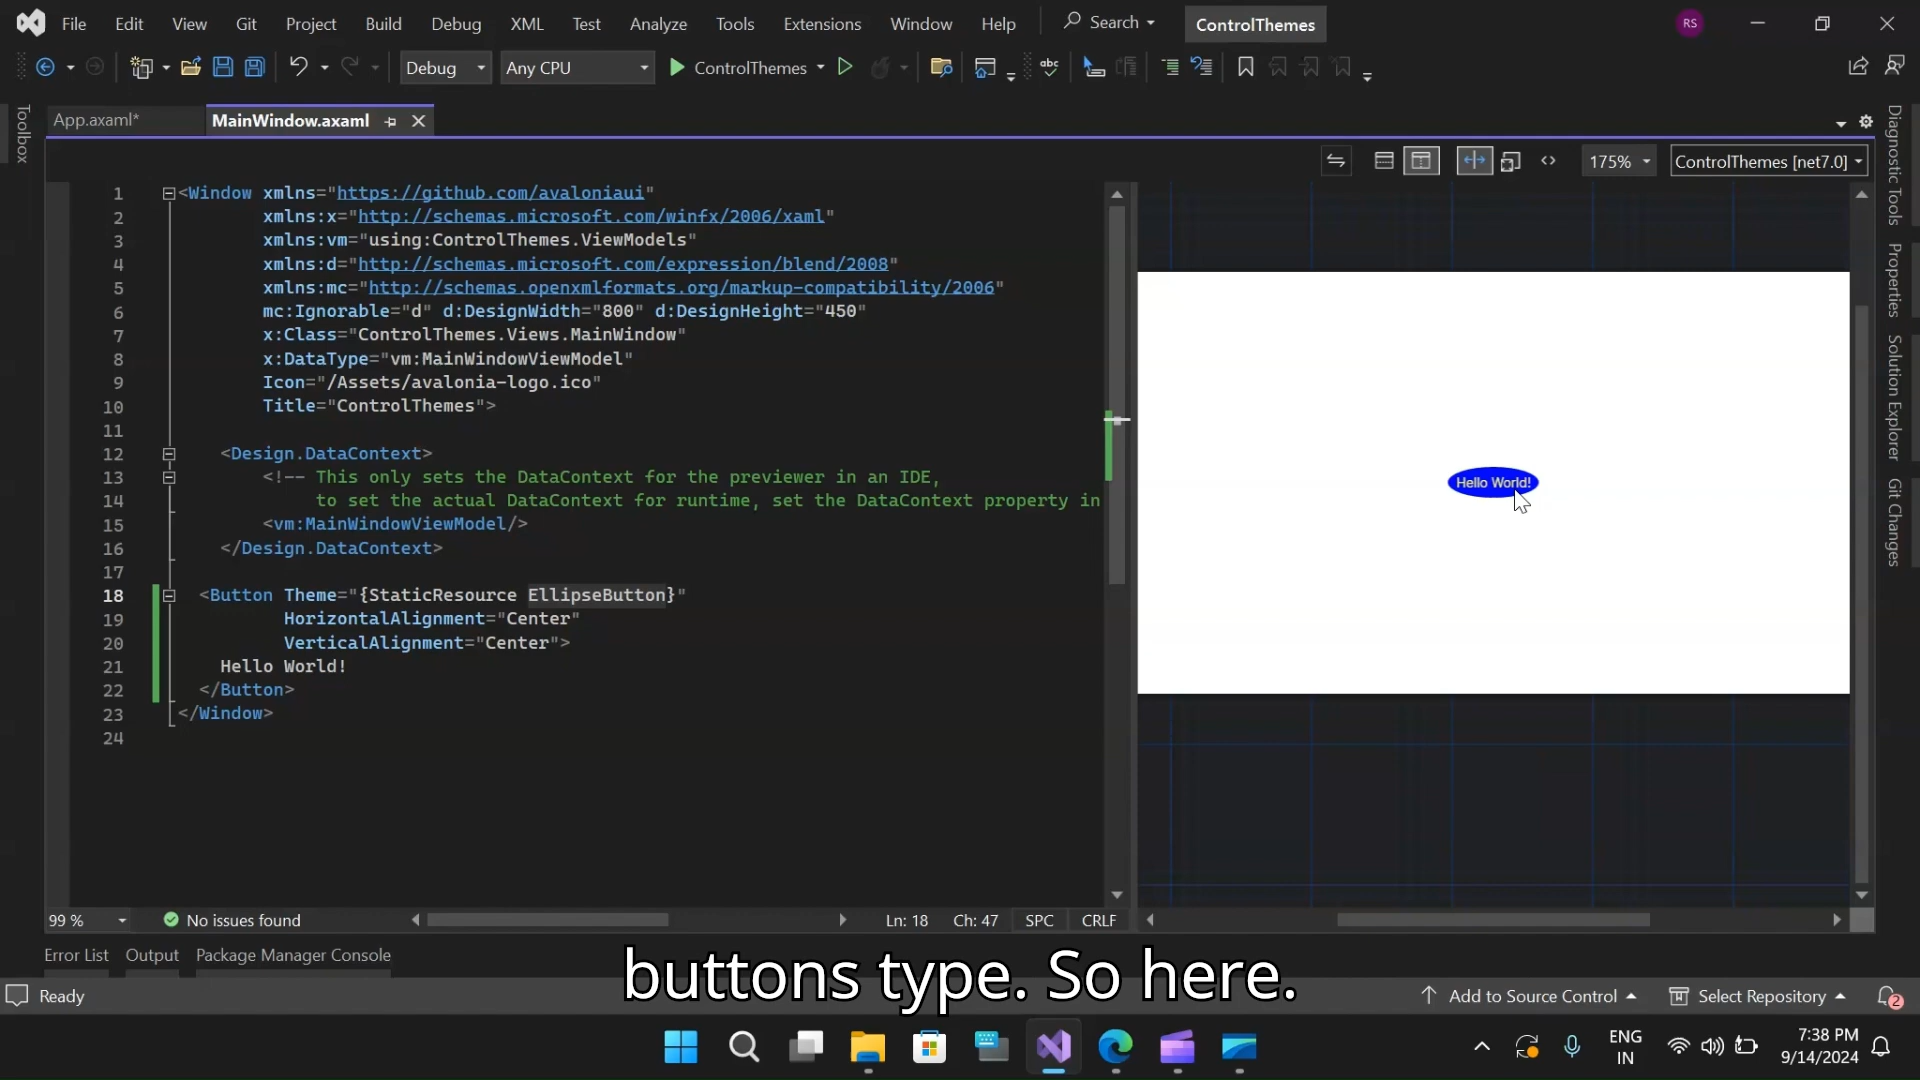 File Edit View Git Project Build Debug XML Test Analyze Tools Extensions Window Help Search ControlThemes RS
Debug Any CPU ControlThemes abc
App.axaml* MainWindow.axaml
175% ControlThemes [net7.0]
Toolbox
Diagnostic Tools
Properties
Solution Explorer
Git Changes
1 <Window xmlns="https://github.com/avaloniaui"
2 xmlns:x="http://schemas.microsoft.com/winfx/2006/xaml"
3 xmlns:vm="using:ControlThemes.ViewModels"
4 xmlns:d="http://schemas.microsoft.com/expression/blend/2008"
5 xmlns:mc="http://schemas.openxmlformats.org/markup-compatibility/2006"
6 mc:Ignorable="d" d:DesignWidth="800" d:DesignHeight="450"
7 x:Class="ControlThemes.Views.MainWindow"
8 x:DataType="vm:MainWindowViewModel"
9 Icon="/Assets/avalonia-logo.ico"
10 Title="ControlThemes">
11
12 <Design.DataContext>
13 <!-- This only sets the DataContext for the previewer in an IDE,
14 to set the actual DataContext for runtime, set the DataContext property in
15 <vm:MainWindowViewModel/>
16 </Design.DataContext>
17
18 <Button Theme="{StaticResource EllipseButton}"
19 HorizontalAlignment="Center"
20 VerticalAlignment="Center">
21 Hello World!
22 </Button>
23 </Window>
24
Hello World!
99 % No issues found Ln: 18 Ch: 47 SPC CRLF
Error List Output Package Manager Console
buttons type. So here.
Ready Add to Source Control Select Repository 2
ENG
IN
7:38 PM
9/14/2024